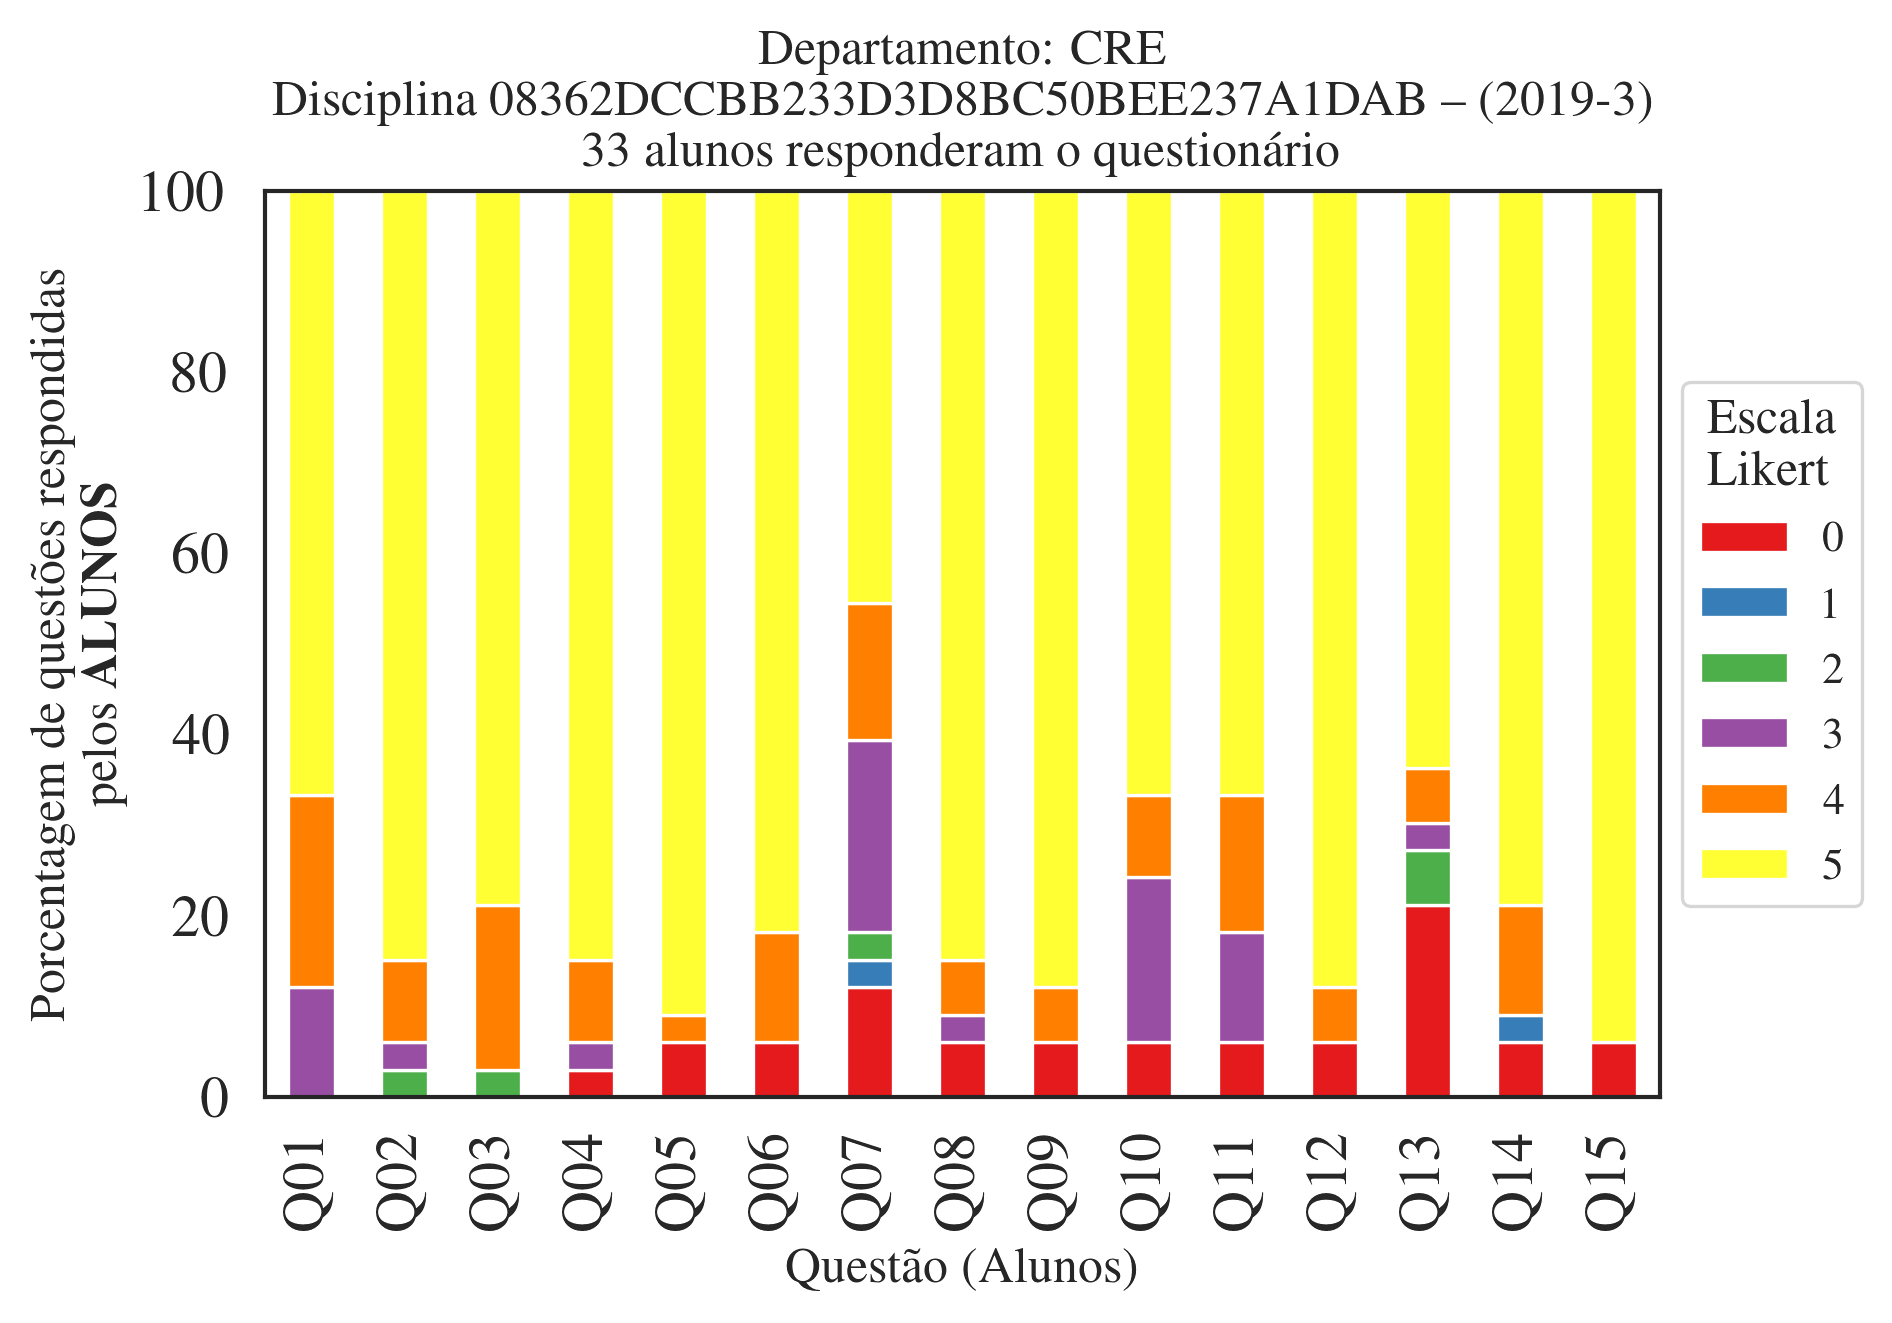 Departamento: CRE
Disciplina 08362DCCBB233D3D8BC50BEE237A1DAB – (2019-3)
33 alunos responderam o questionário
Porcentagem de questões respondidas
pelos ALUNOS
100
80
60
40
20
0
Q01
Q02
Q03
Q04
Q05
Q06
Q07
Q08
Q09
Q10
Q11
Q12
Q13
Q14
Q15
Questão (Alunos)
Escala
Likert
0
1
2
3
4
5